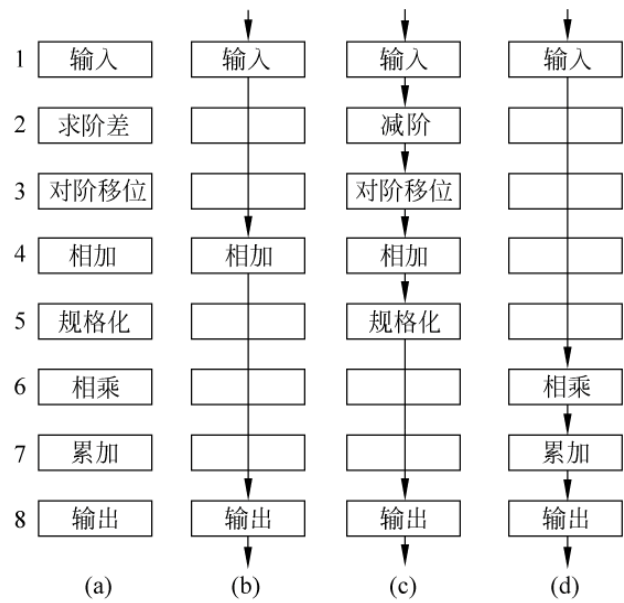 1 输入 输入 输入 输入
2 求阶差 减阶
3 对阶移位 对阶移位
4 相加 相加 相加
5 规格化 规格化
6 相乘 相乘
7 累加 累加
8 输出 输出 输出 输出
(a) (b) (c) (d)